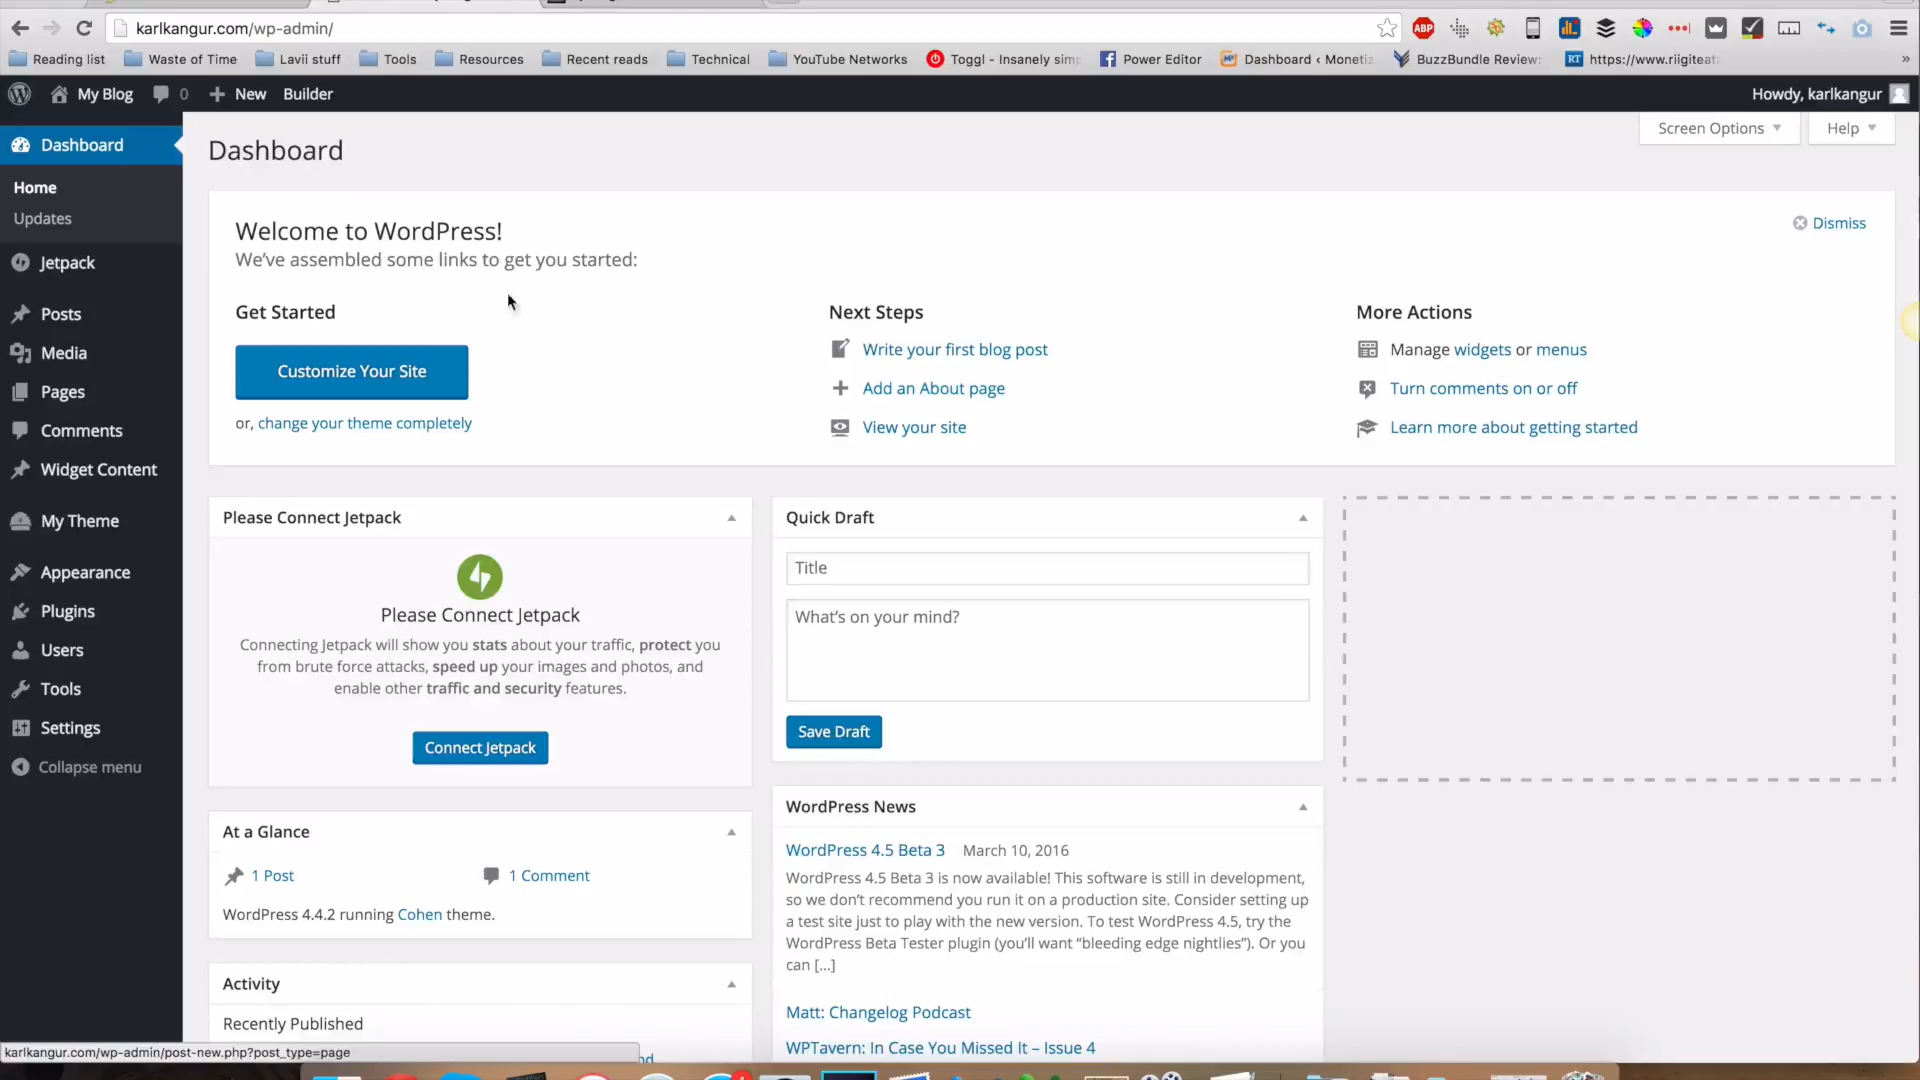 karlkangur.com/wp-admin/
ABP
Reading list
Waste of Time
Lavii stuff
Tools
Resources
Recent reads
Technical
YouTube Networks
Toggl - Insanely sim
Power Editor
Dashboard ‹ Monetiz
BuzzBundle Review:
RT https://www.riigiteat
»
My Blog
0
New
Builder
Howdy, karlkangur
Dashboard
Home
Updates
Jetpack
Posts
Media
Pages
Comments
Widget Content
My Theme
Appearance
Plugins
Users
Tools
Settings
Collapse menu
Dashboard
Screen Options
Help
Welcome to WordPress!
We've assembled some links to get you started:
Dismiss
Get Started
Customize Your Site
or, change your theme completely
Next Steps
Write your first blog post
Add an About page
View your site
More Actions
Manage widgets or menus
Turn comments on or off
Learn more about getting started
Please Connect Jetpack
Please Connect Jetpack
Connecting Jetpack will show you stats about your traffic, protect you
from brute force attacks, speed up your images and photos, and
enable other traffic and security features.
Connect Jetpack
At a Glance
1 Post
1 Comment
WordPress 4.4.2 running Cohen theme.
Activity
Recently Published
Quick Draft
Title
What's on your mind?
Save Draft
WordPress News
WordPress 4.5 Beta 3 March 10, 2016
WordPress 4.5 Beta 3 is now available! This software is still in development,
so we don't recommend you run it on a production site. Consider setting up
a test site just to play with the new version. To test WordPress 4.5, try the
WordPress Beta Tester plugin (you'll want "bleeding edge nightlies"). Or you
can [...]
Matt: Changelog Podcast
WPTavern: In Case You Missed It – Issue 4
karlkangur.com/wp-admin/post-new.php?post_type=page